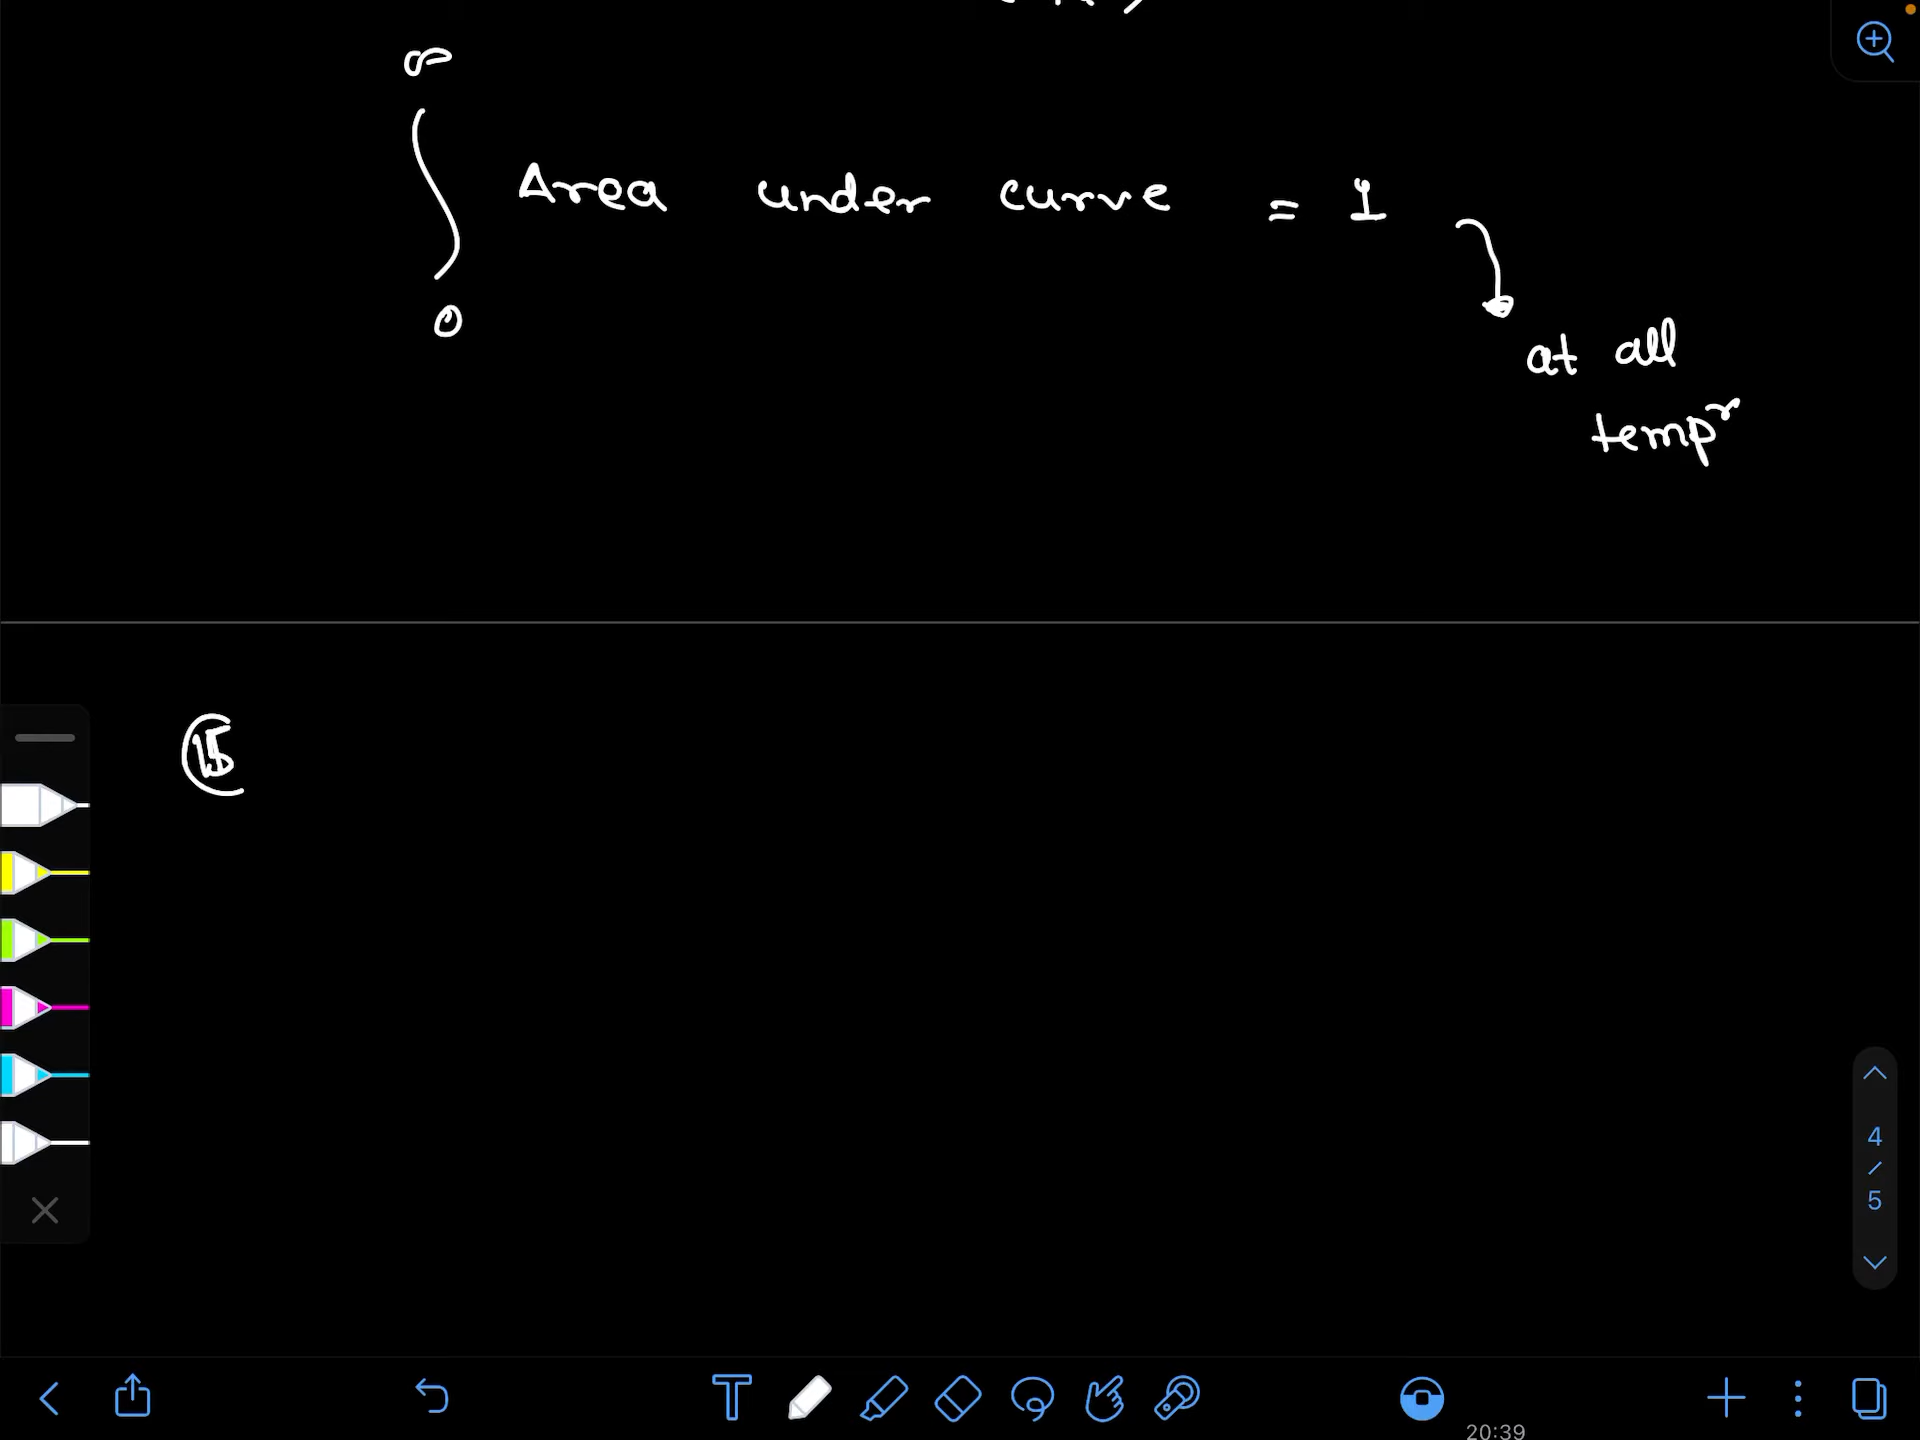 ∞
∫ Area under curve = 1
0
at all
tempr
15
4
/
5
T
20:39